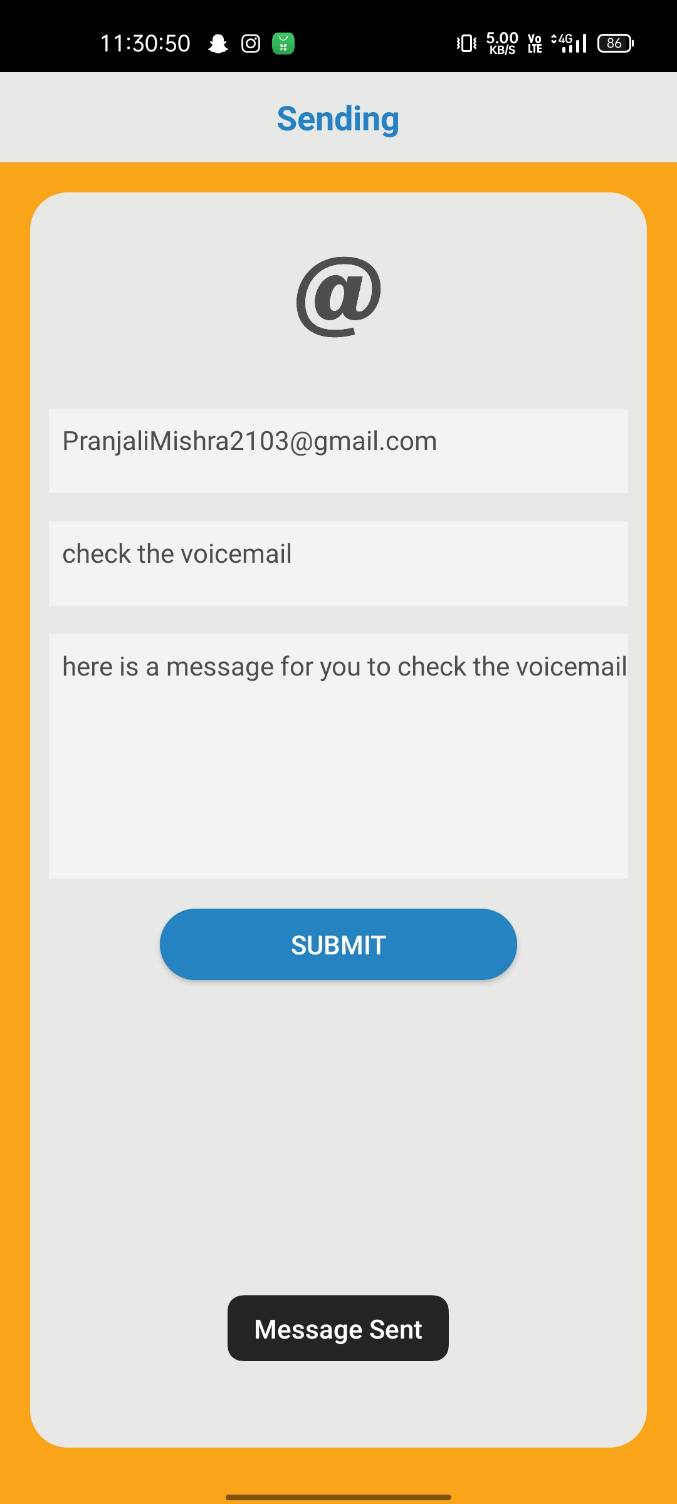 11:30:50 5.00 KB/S Vo LTE 4G 86
Sending
@
PranjaliMishra2103@gmail.com
check the voicemail
here is a message for you to check the voicemail
SUBMIT
Message Sent